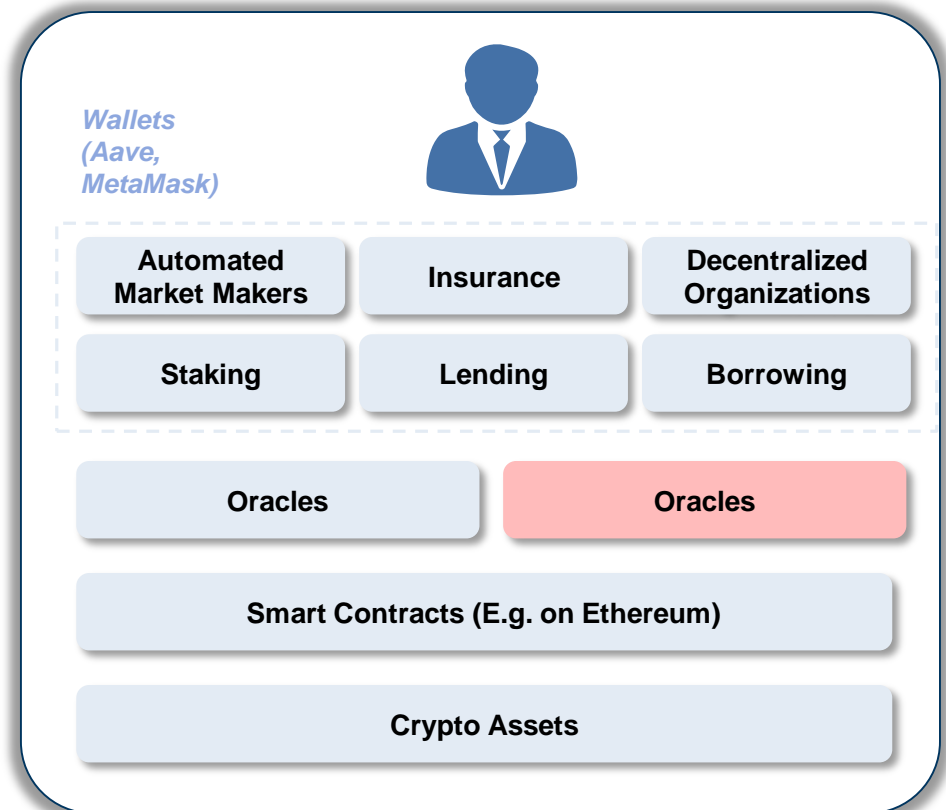 Wallets
(Aave,
MetaMask)
Automated
Market Makers
Insurance
Decentralized
Organizations
Staking
Lending
Borrowing
Oracles
Oracles
Smart Contracts (E.g. on Ethereum)
Crypto Assets